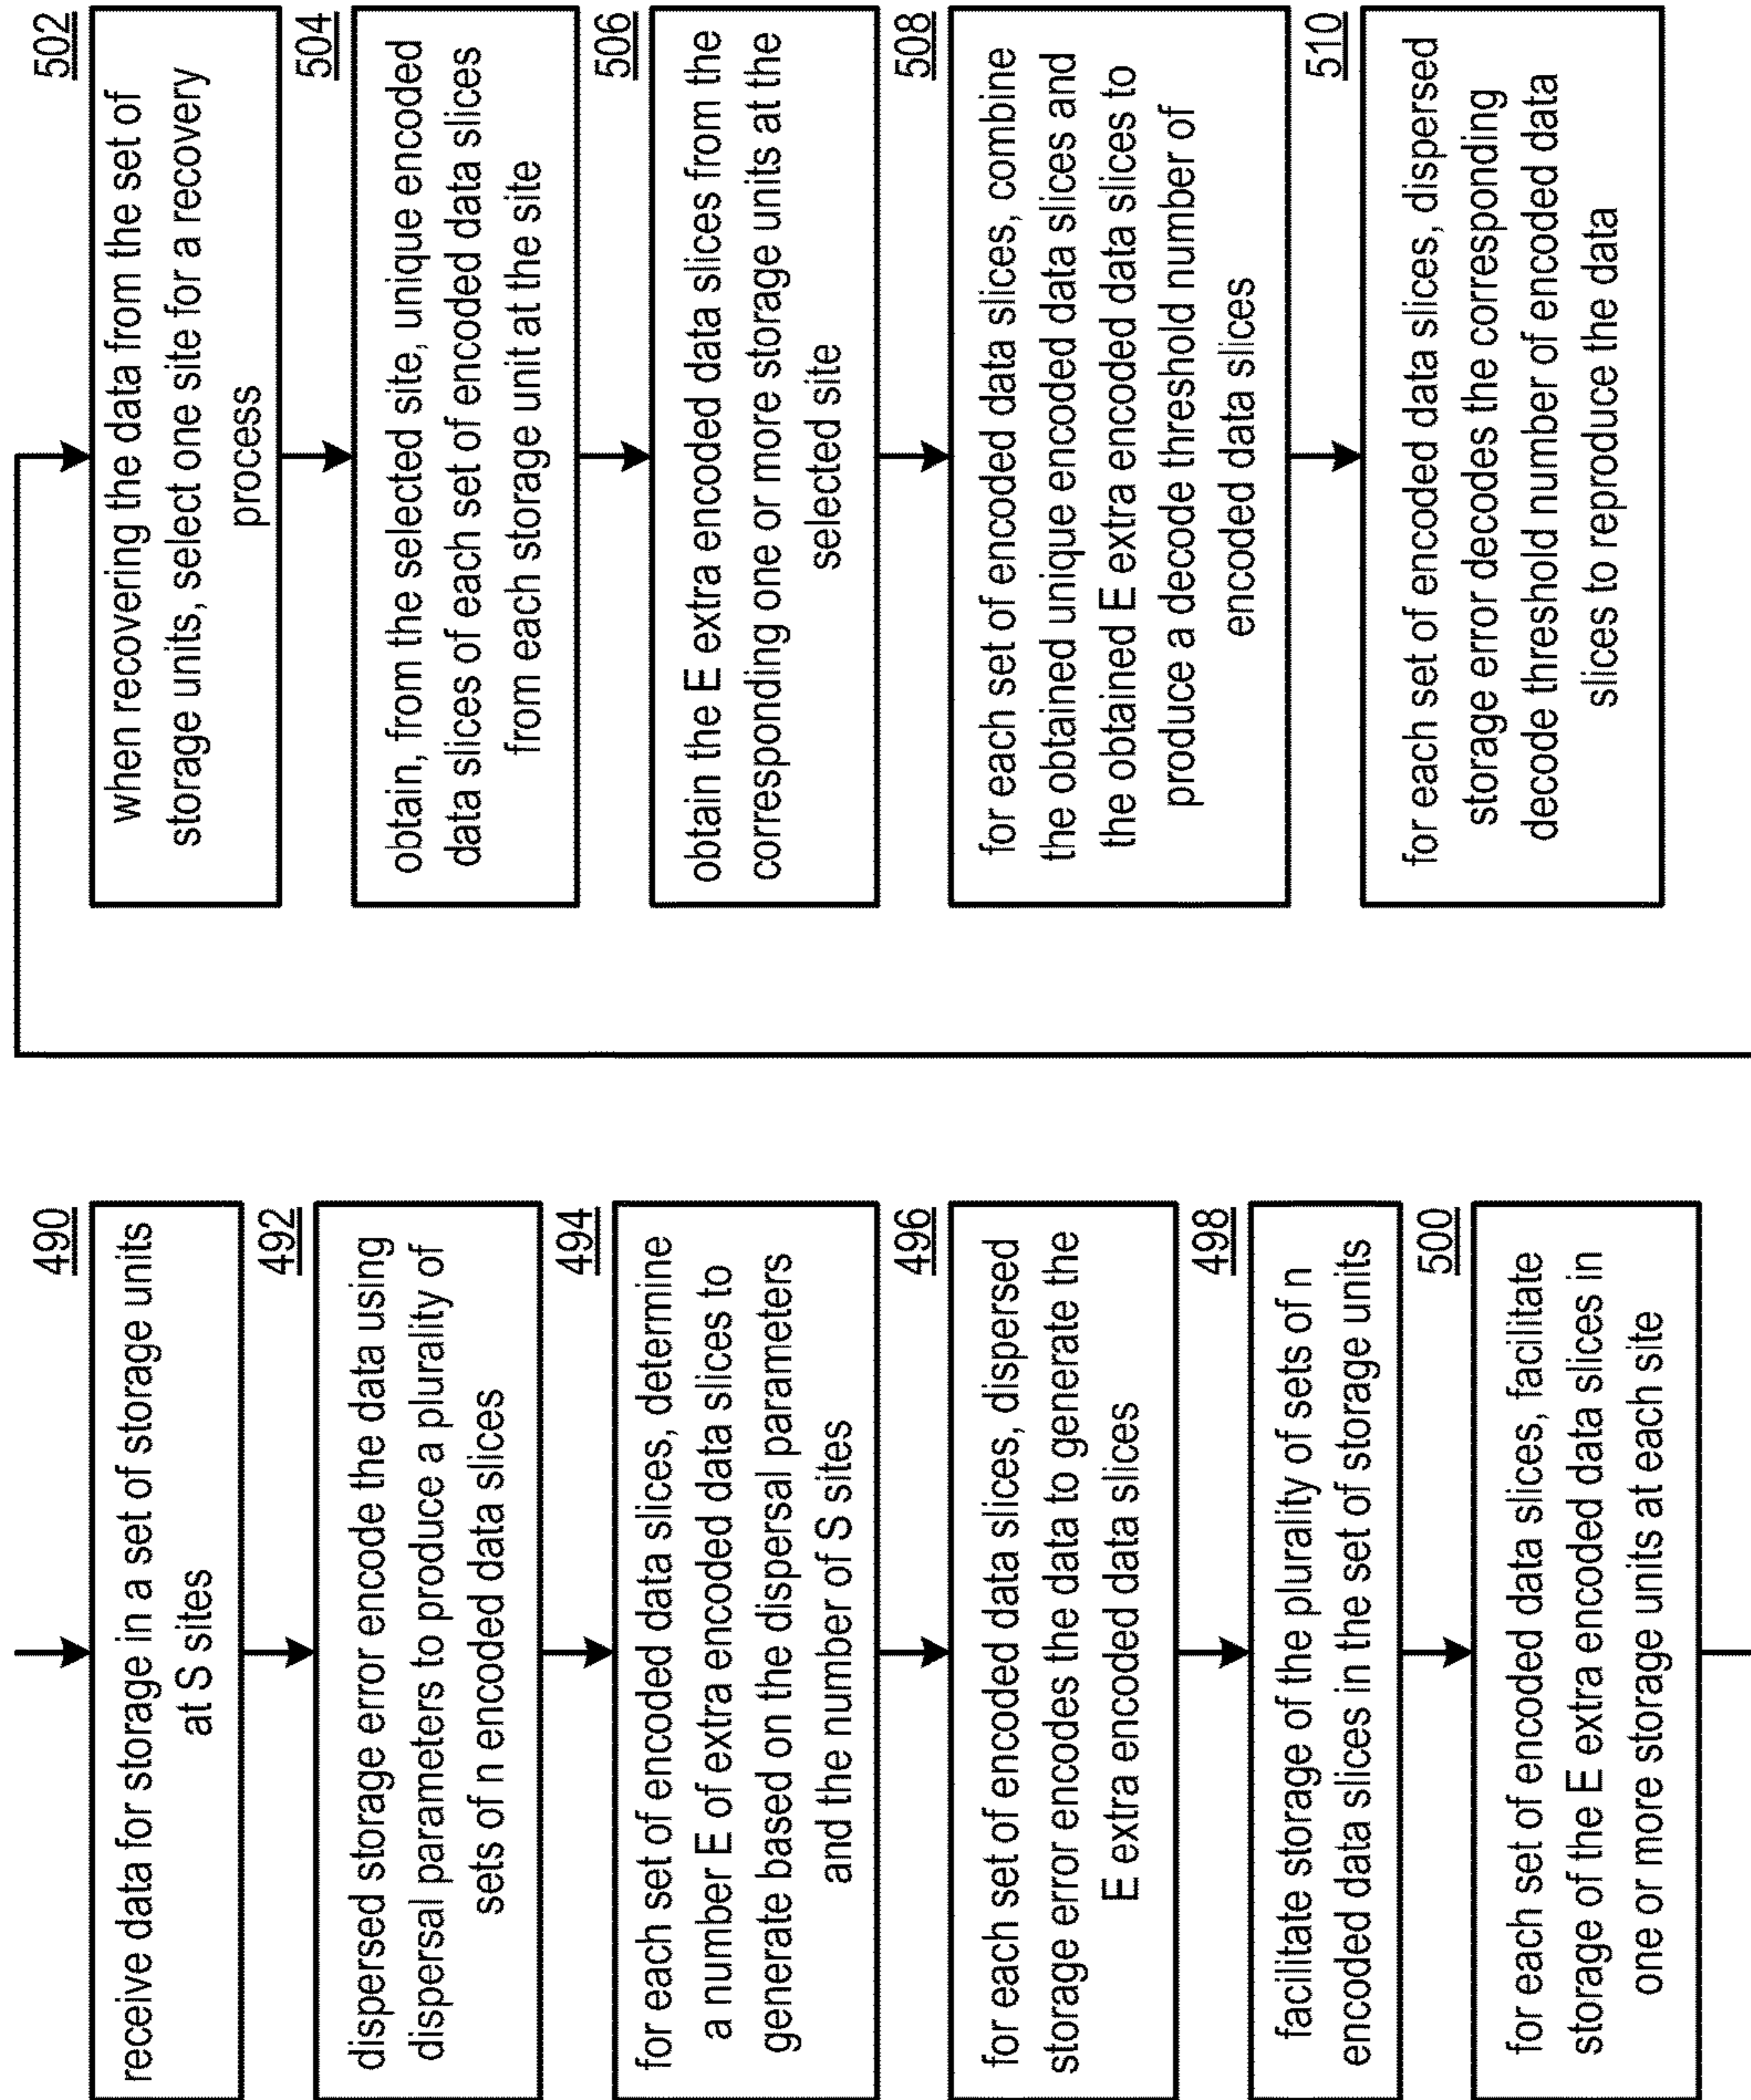 490
receive data for storage in a set of storage units
at S sites
492
dispersed storage error encode the data using
dispersal parameters to produce a plurality of
sets of n encoded data slices
494
for each set of encoded data slices, determine
a number E of extra encoded data slices to
generate based on the dispersal parameters
and the number of S sites
496
for each set of encoded data slices, dispersed
storage error encodes the data to generate the
E extra encoded data slices
498
facilitate storage of the plurality of sets of n
encoded data slices in the set of storage units
500
for each set of encoded data slices, facilitate
storage of the E extra encoded data slices in
one or more storage units at each site
502
when recovering the data from the set of
storage units, select one site for a recovery
process
504
obtain, from the selected site, unique encoded
data slices of each set of encoded data slices
from each storage unit at the site
506
obtain the E extra encoded data slices from the
corresponding one or more storage units at the
selected site
508
for each set of encoded data slices, combine
the obtained unique encoded data slices and
the obtained E extra encoded data slices to
produce a decode threshold number of
encoded data slices
510
for each set of encoded data slices, dispersed
storage error decodes the corresponding
decode threshold number of encoded data
slices to reproduce the data